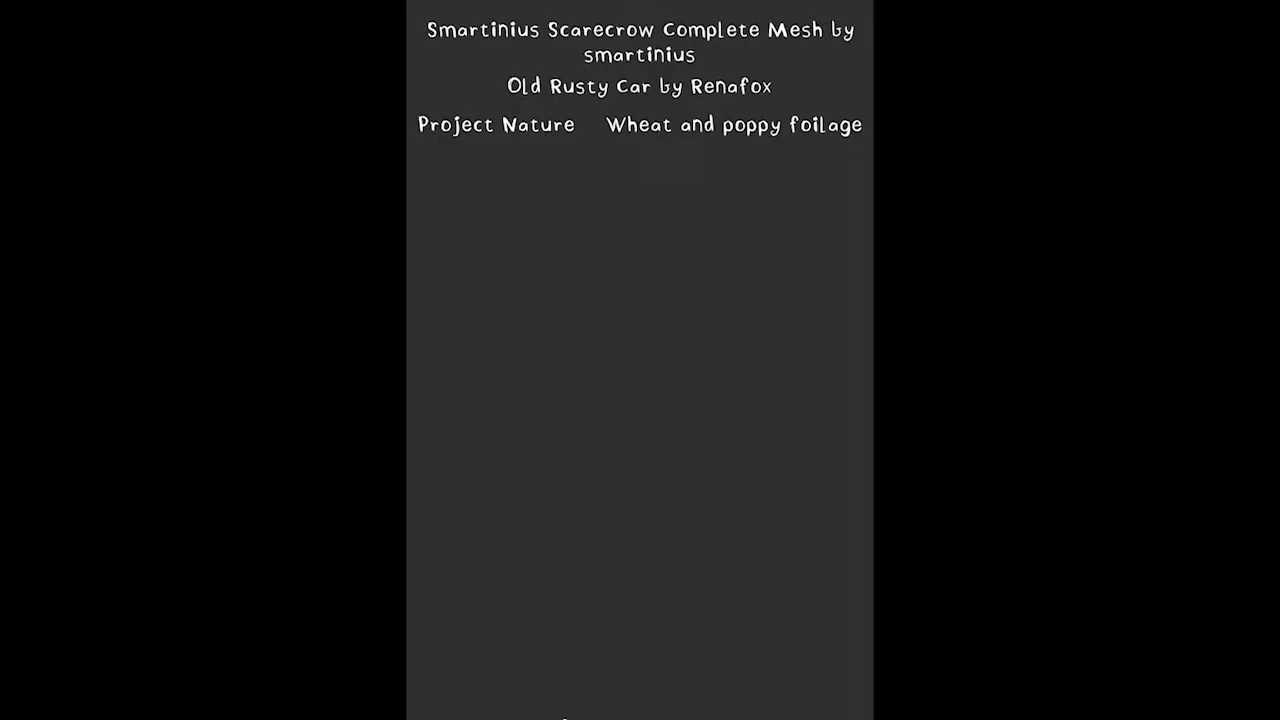 Smartinius Scarecrow Complete Mesh by
smartinius
Old Rusty Car by Renafox
Project Nature Wheat and poppy foilage